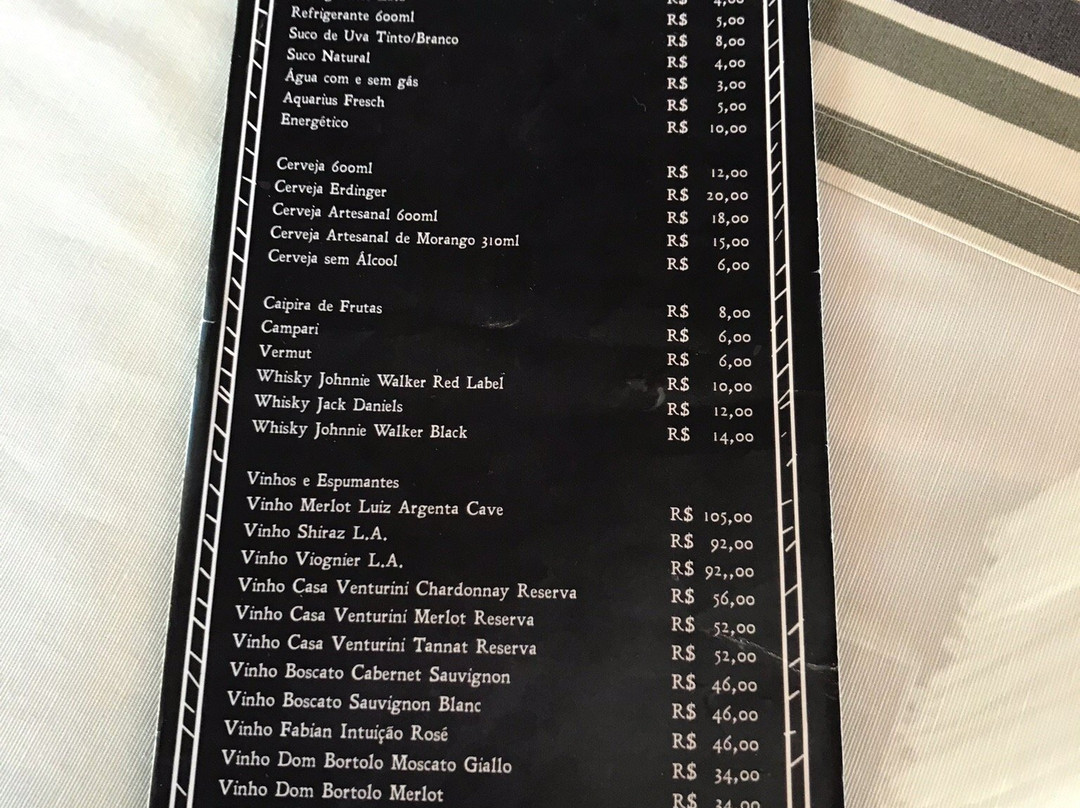 R$ 4,00
Refrigerante 600ml R$ 5,00
Suco de Uva Tinto/Branco R$ 8,00
Suco Natural R$ 4,00
Água com e sem gás R$ 3,00
Aquarius Fresch R$ 5,00
Energético R$ 10,00
Cerveja 600ml R$ 12,00
Cerveja Erdinger R$ 20,00
Cerveja Artesanal 600ml R$ 18,00
Cerveja Artesanal de Morango 310ml R$ 15,00
Cerveja sem Álcool R$ 6,00
Caipira de Frutas R$ 8,00
Campari R$ 6,00
Vermut R$ 6,00
Whisky Johnnie Walker Red Label R$ 10,00
Whisky Jack Daniels R$ 12,00
Whisky Johnnie Walker Black R$ 14,00
Vinhos e Espumantes
Vinho Merlot Luiz Argenta Cave R$ 105,00
Vinho Shiraz L.A. R$ 92,00
Vinho Viognier L.A. R$ 92,,00
Vinho Casa Venturini Chardonnay Reserva R$ 56,00
Vinho Casa Venturini Merlot Reserva R$ 52,00
Vinho Casa Venturini Tannat Reserva R$ 52,00
Vinho Boscato Cabernet Sauvignon R$ 46,00
Vinho Boscato Sauvignon Blanc R$ 46,00
Vinho Fabian Intuição Rosé R$ 46,00
Vinho Dom Bortolo Moscato Giallo R$ 34,00
Vinho Dom Bortolo Merlot R$ 34,00